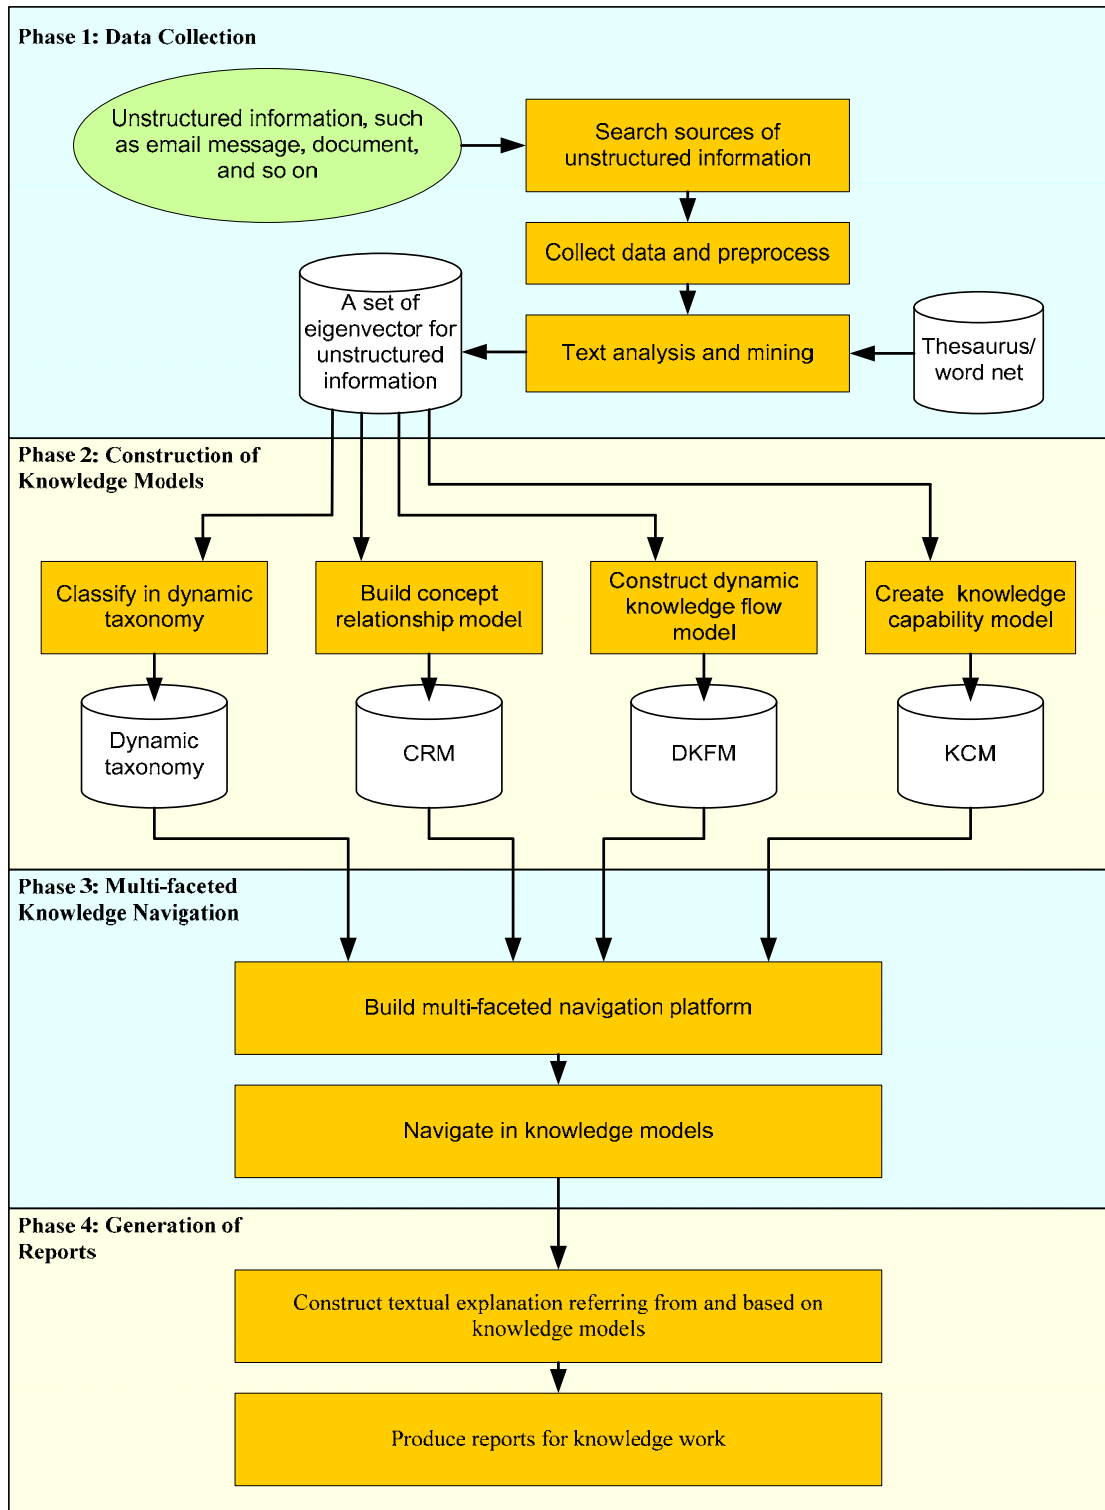 Phase 1: Data Collection
Unstructured information, such
as email message, document,
and so on
Search sources of
unstructured information
Collect data and preprocess
A set of
eigenvector for
unstructured
information
Text analysis and mining
Thesaurus/
word net
Phase 2: Construction of
Knowledge Models
Classify in dynamic
taxonomy
Build concept
relationship model
Construct dynamic
knowledge flow
model
Create knowledge
capability model
Dynamic
taxonomy
CRM
DKFM
KCM
Phase 3: Multi-faceted
Knowledge Navigation
Build multi-faceted navigation platform
Navigate in knowledge models
Phase 4: Generation of
Reports
Construct textual explanation referring from and based on
knowledge models
Produce reports for knowledge work